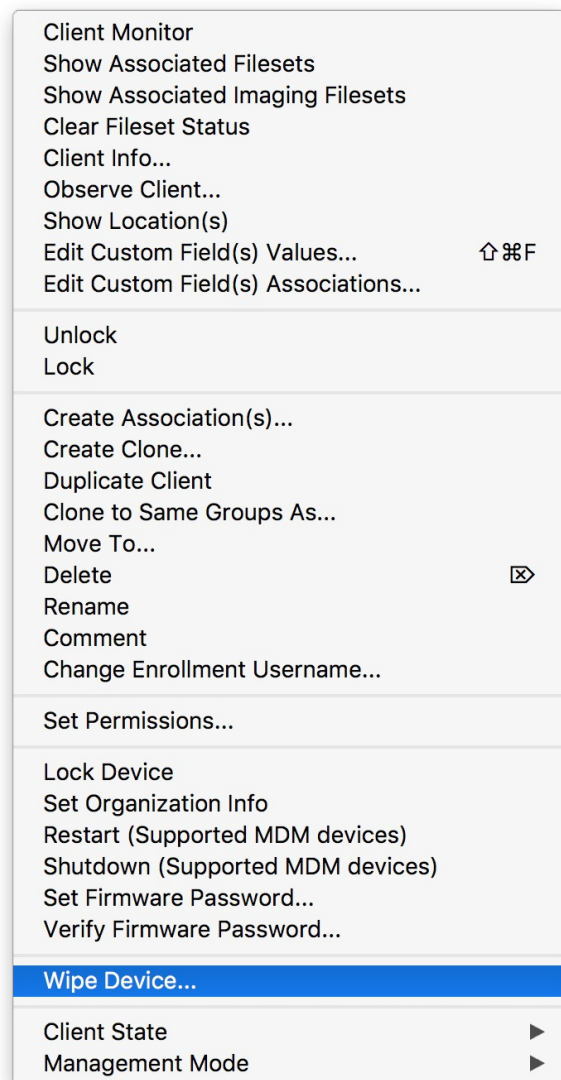 Client Monitor
Show Associated Filesets
Show Associated Imaging Filesets
Clear Fileset Status
Client Info...
Observe Client...
Show Location(s)
Edit Custom Field(s) Values... ⇧⌘F
Edit Custom Field(s) Associations...
Unlock
Lock
Create Association(s)...
Create Clone...
Duplicate Client
Clone to Same Groups As...
Move To...
Delete ⌦
Rename
Comment
Change Enrollment Username...
Set Permissions...
Lock Device
Set Organization Info
Restart (Supported MDM devices)
Shutdown (Supported MDM devices)
Set Firmware Password...
Verify Firmware Password...
Wipe Device...
Client State ▶
Management Mode ▶